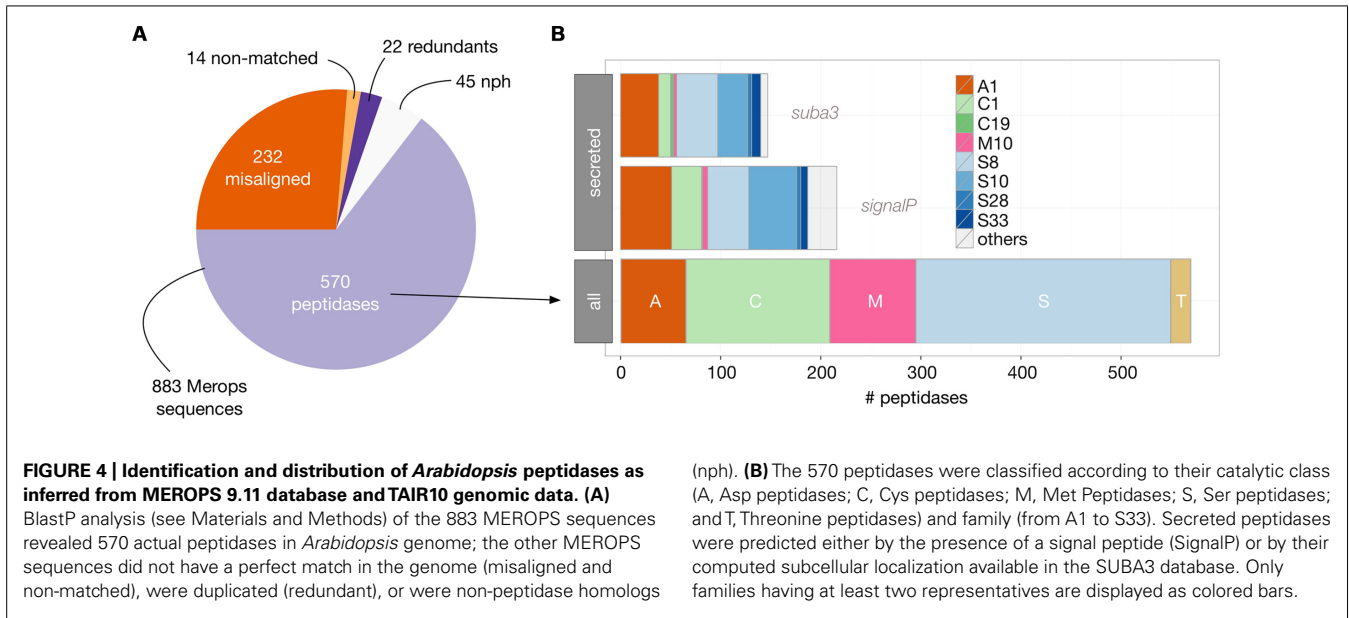 A
14 non-matched
22 redundants
45 nph
232
misaligned
570
peptidases
883 Merops
sequences
B
secreted
all
suba3
signalP
A1
C1
C19
M10
S8
S10
S28
S33
others
A
C
M
S
T
0
100
200
300
400
500
# peptidases
FIGURE 4 | Identification and distribution of Arabidopsis peptidases as
inferred from MEROPS 9.11 database and TAIR10 genomic data. (A)
BlastP analysis (see Materials and Methods) of the 883 MEROPS sequences
revealed 570 actual peptidases in Arabidopsis genome; the other MEROPS
sequences did not have a perfect match in the genome (misaligned and
non-matched), were duplicated (redundant), or were non-peptidase homologs
(nph). (B) The 570 peptidases were classified according to their catalytic class
(A, Asp peptidases; C, Cys peptidases; M, Met Peptidases; S, Ser peptidases;
and T, Threonine peptidases) and family (from A1 to S33). Secreted peptidases
were predicted either by the presence of a signal peptide (SignalP) or by their
computed subcellular localization available in the SUBA3 database. Only
families having at least two representatives are displayed as colored bars.